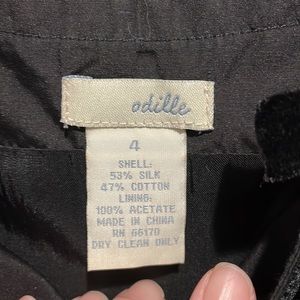 odille
4
SHELL:
53% SILK
47% COTTON
LINING:
100% ACETATE
MADE IN CHINA
RN 66170
DRY CLEAN ONLY